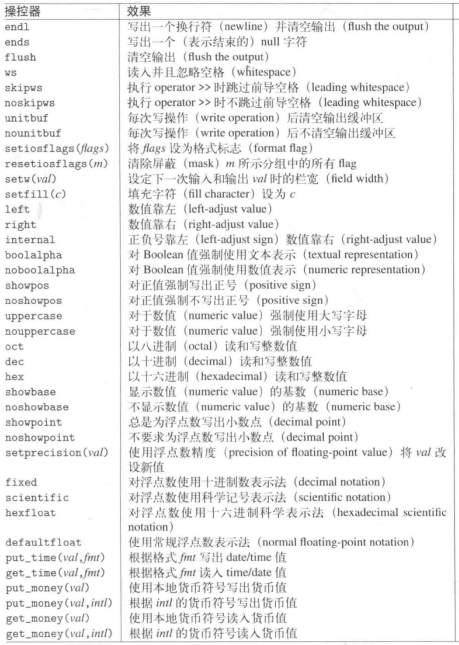 操控器 效果
endl 写出一个换行符（newline）并清空输出（flush the output）
ends 写出一个（表示结束的）null 字符
flush 清空输出（flush the output）
ws 读入并且忽略空格（whitespace）
skipws 执行 operator >> 时跳过前导空格（leading whitespace）
noskipws 执行 operator >> 时不跳过前导空格（leading whitespace）
unitbuf 每次写操作（write operation）后清空输出缓冲区
nounitbuf 每次写操作（write operation）后不清空输出缓冲区
setiosflags(flags) 将 flags 设为格式标志（format flag）
resetiosflags(m) 清除屏蔽（mask）m 所示分组中的所有 flag
setw(val) 设定下一次输入和输出 val 时的栏宽（field width）
setfill(c) 填充字符（fill character）设为 c
left 数值靠左（left-adjust value）
right 数值靠右（right-adjust value）
internal 正负号靠左（left-adjust sign）数值靠右（right-adjust value）
boolalpha 对 Boolean 值强制使用文本表示（textual representation）
noboolalpha 对 Boolean 值强制使用数值表示（numeric representation）
showpos 对正值强制写出正号（positive sign）
noshowpos 对正值强制不写出正号（positive sign）
uppercase 对于数值（numeric value）强制使用大写字母
nouppercase 对于数值（numeric value）强制使用小写字母
oct 以八进制（octal）读和写整数值
dec 以十进制（decimal）读和写整数值
hex 以十六进制（hexadecimal）读和写整数值
showbase 显示数值（numeric value）的基数（numeric base）
noshowbase 不显示数值（numeric value）的基数（numeric base）
showpoint 总是为浮点数写出小数点（decimal point）
noshowpoint 不要求为浮点数写出小数点（decimal point）
setprecision(val) 使用浮点数精度（precision of floating-point value）将 val 改
设新值
fixed 对浮点数使用十进制数表示法（decimal notation）
scientific 对浮点数使用科学记号表示法（scientific notation）
hexfloat 对浮点数使用十六进制科学表示法（hexadecimal scientific
notation）
defaultfloat 使用常规浮点数表示法（normal floating-point notation）
put_time(val,fmt) 根据格式 fmt 写出 date/time 值
get_time(val,fmt) 根据格式 fmt 读入 time/date 值
put_money(val) 使用本地货币符号写出货币值
put_money(val,intl) 根据 intl 的货币符号写出货币值
get_money(val) 使用本地货币符号读入货币值
get_money(val,intl) 根据 intl 的货币符号读入货币值